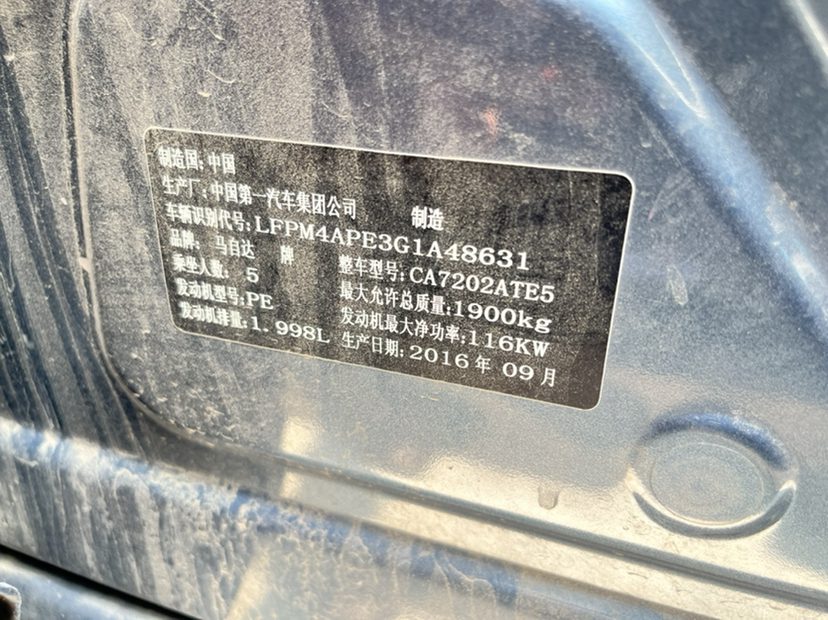 制造国:中国
生产厂:中国第一汽车集团公司 制造
车辆识别代号:LFPM4APE3G1A48631
品牌: 马自达 牌 整车型号:CA7202ATE5
乘坐人数: 5 最大允许总质量:1900kg
发动机型号:PE 发动机最大净功率:116KW
发动机排量:1.998L 生产日期:2016年 09月